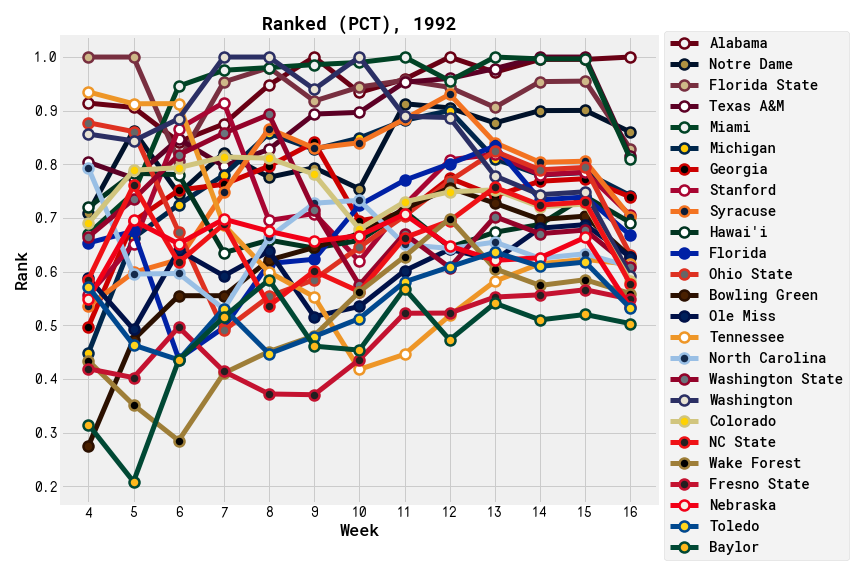 Ranked (PCT), 1992
1.0
0.9
0.8
0.7
0.6
0.5
0.4
0.3
0.2
Rank
4 5 6 7 8 9 10 11 12 13 14 15 16
Week
Alabama
Notre Dame
Florida State
Texas A&M
Miami
Michigan
Georgia
Stanford
Syracuse
Hawai'i
Florida
Ohio State
Bowling Green
Ole Miss
Tennessee
North Carolina
Washington State
Washington
Colorado
NC State
Wake Forest
Fresno State
Nebraska
Toledo
Baylor